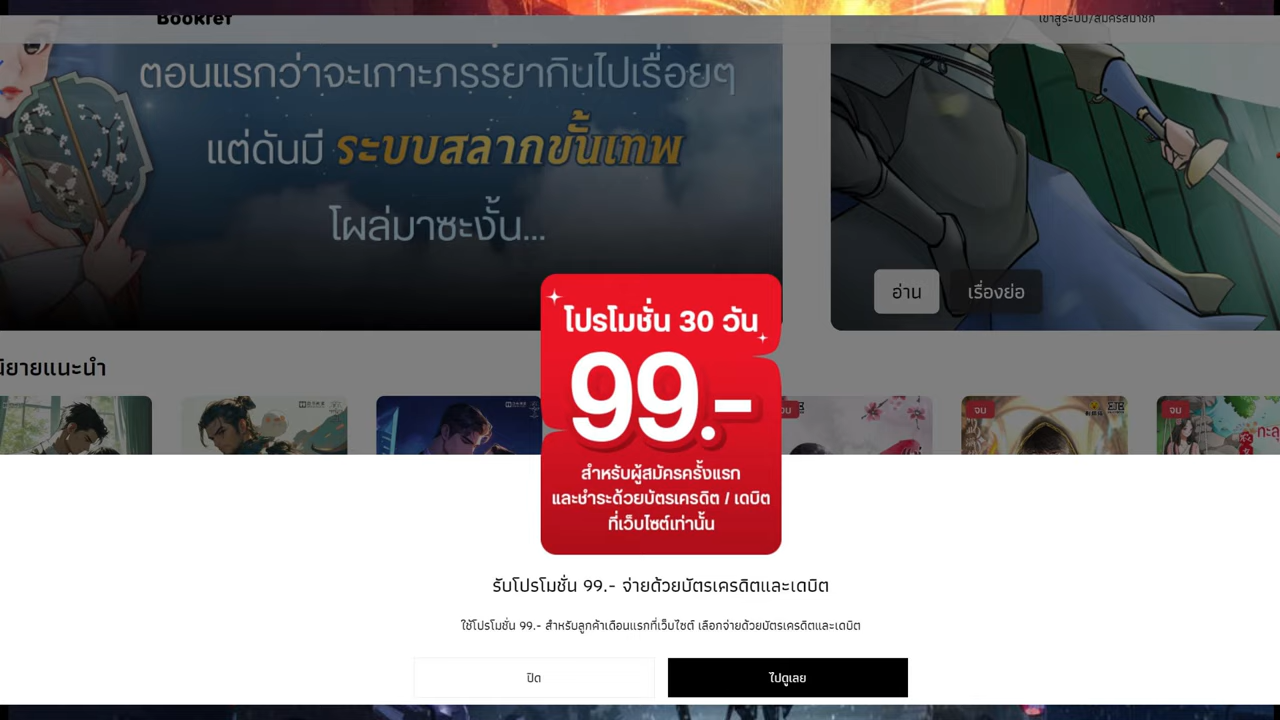 Bookret
เข้าสู่ระบบ/สมัครสมาชิก
ตอนแรกว่าจะเกาะภรรยากินไปเรื่อยๆ
แต่ดันมี ระบบสลากขั้นเทพ
โผล่มาซะงั้น...
อ่าน
เรื่องย่อ
นิยายแนะนำ
โปรโมชั่น 30 วัน
99.-
สำหรับผู้สมัครครั้งแรก
และชำระด้วยบัตรเครดิต / เดบิต
ที่เว็บไซต์เท่านั้น
จบ
จบ
รับโปรโมชั่น 99.- จ่ายด้วยบัตรเครดิตและเดบิต
ใช้โปรโมชั่น 99.- สำหรับลูกค้าเดือนแรกที่เว็บไซต์ เลือกจ่ายด้วยบัตรเครดิตและเดบิต
ปิด
ไปดูเลย